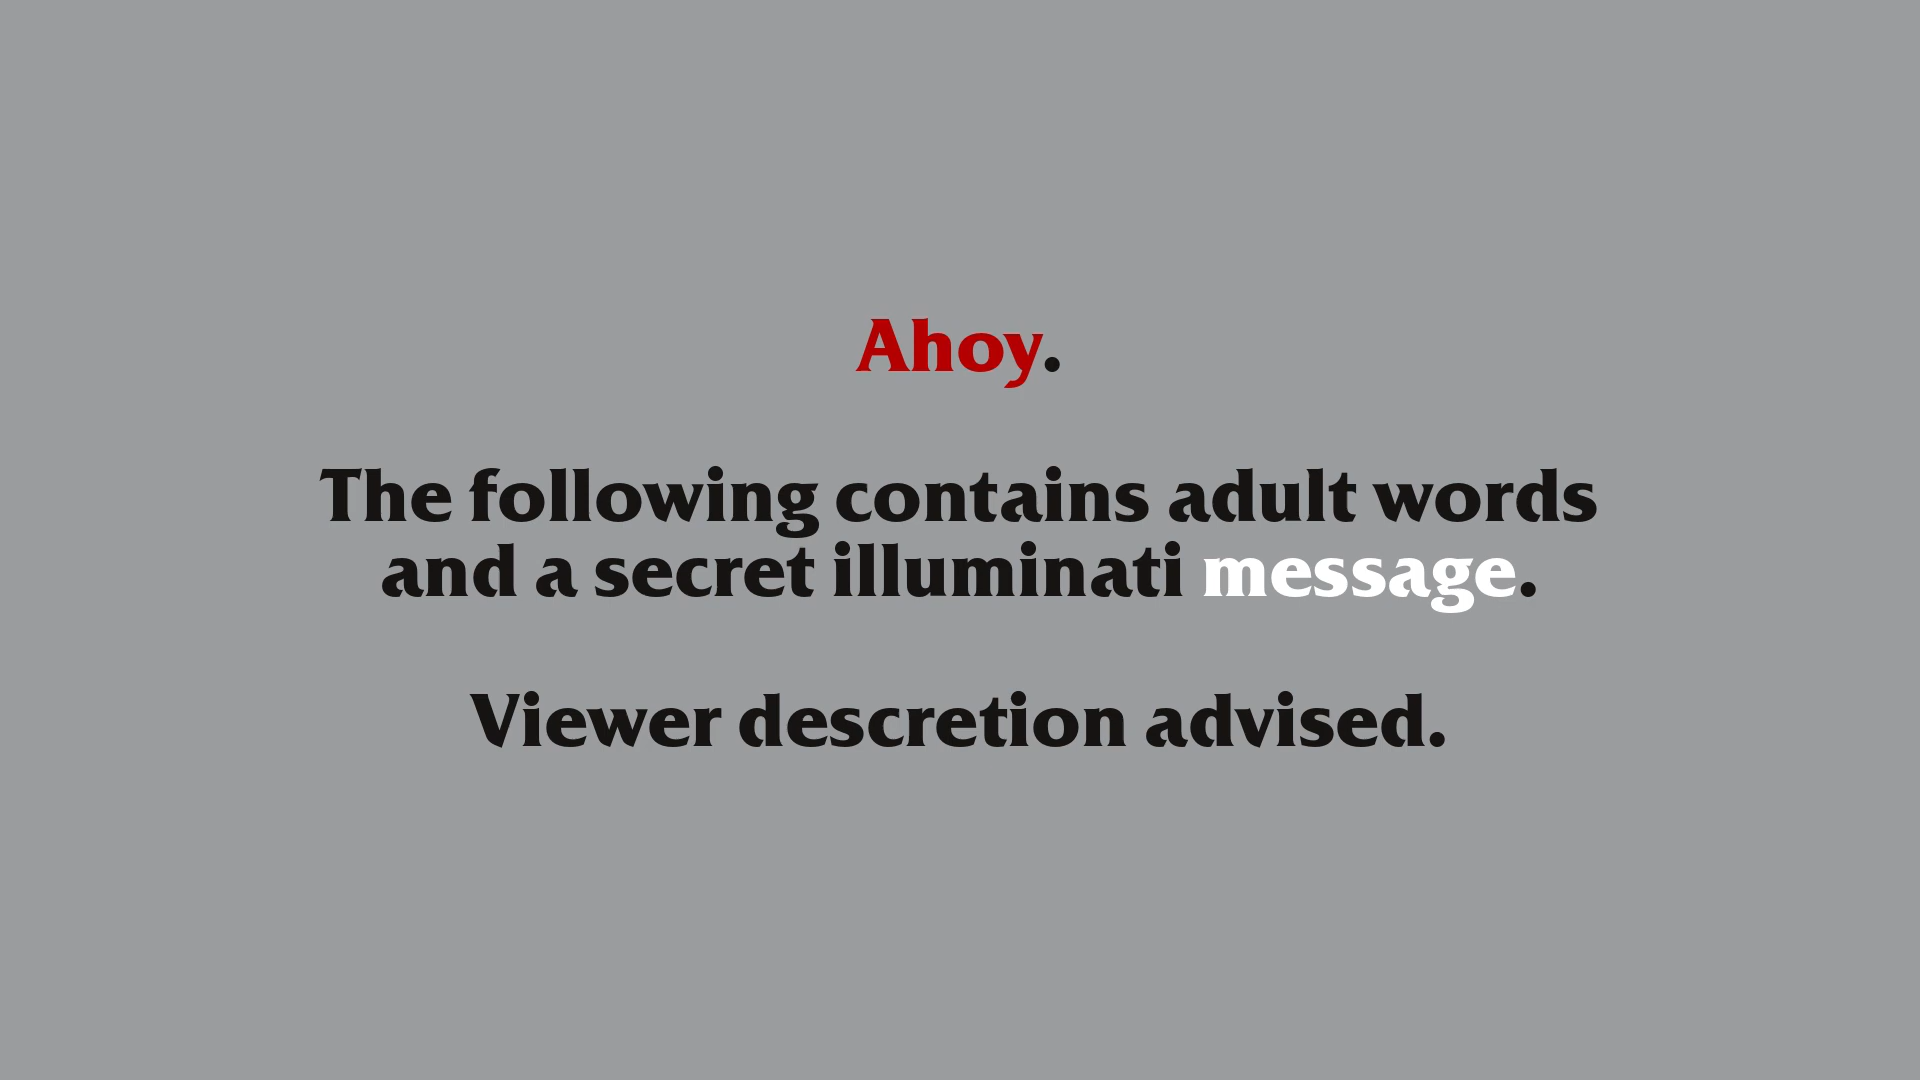 Ahoy.
The following contains adult words
and a secret illuminati message.
Viewer descretion advised.